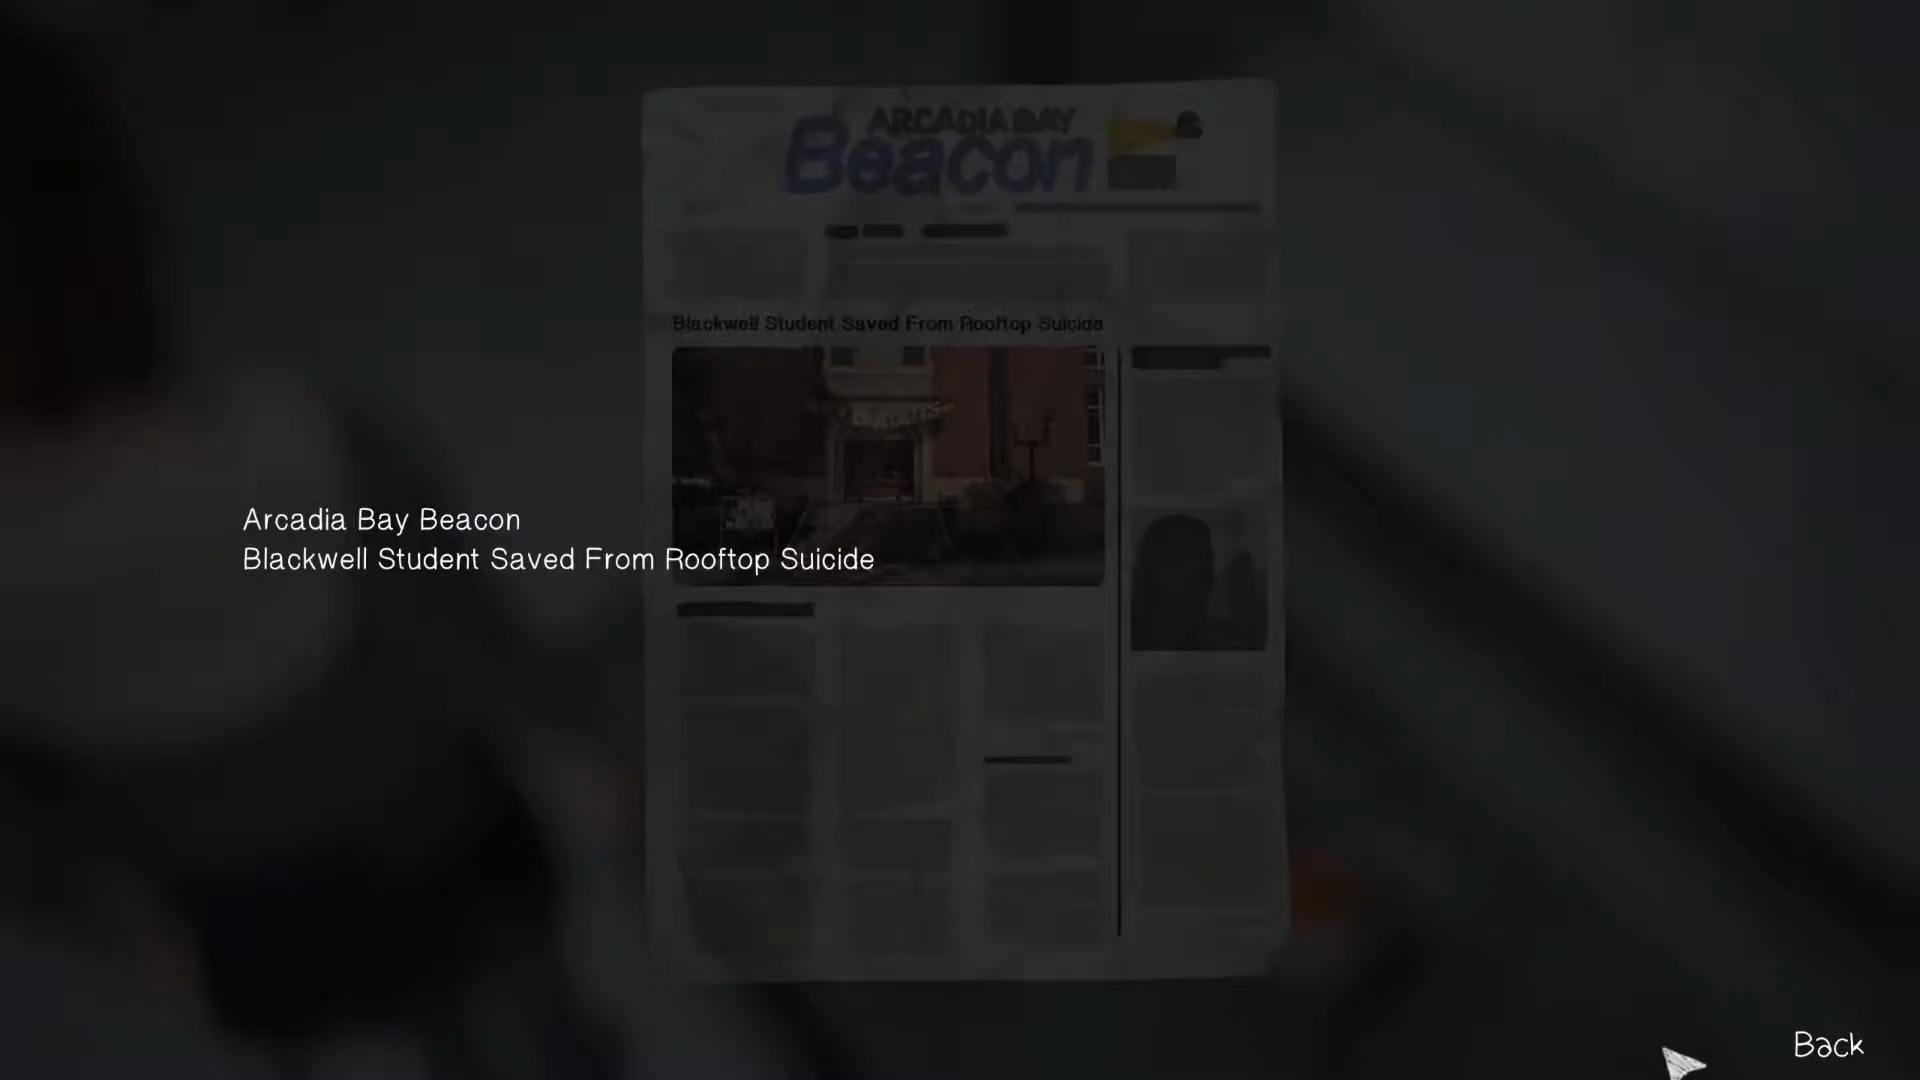 ARCADIA BAY
Beacon
Blackwell Student Saved From Rooftop Suicide
Arcadia Bay Beacon
Blackwell Student Saved From Rooftop Suicide
Back